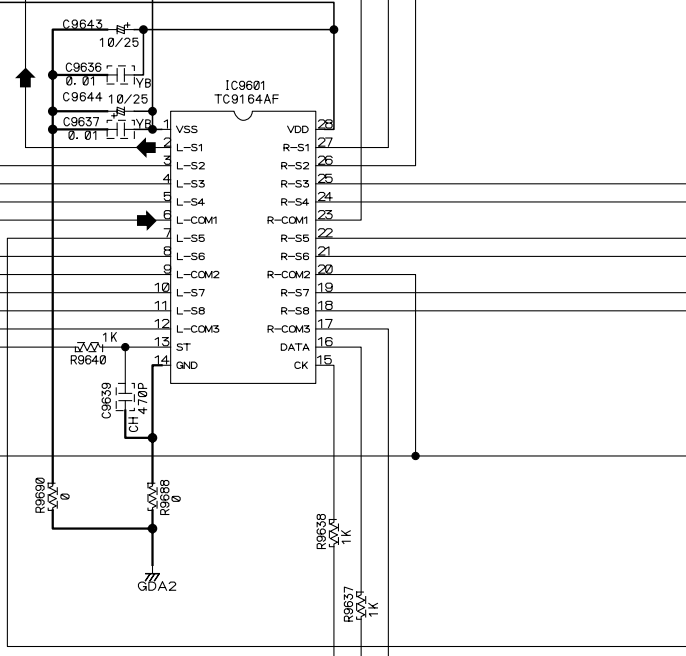 C9643
10/25
C9636
0.01
YB
C9644 10/25
C9637
0.01
YB
IC9601
TC9164AF
1 VSS
VDD 28
2 L-S1
R-S1 27
3 L-S2
R-S2 26
4 L-S3
R-S3 25
5 L-S4
R-S4 24
6 L-COM1
R-COM1 23
7 L-S5
R-S5 22
8 L-S6
R-S6 21
9 L-COM2
R-COM2 20
10 L-S7
R-S7 19
11 L-S8
R-S8 18
12 L-COM3
R-COM3 17
13 ST
DATA 16
14 GND
CK 15
1K
R9640
C9639
470P
CH
R9690
0
R9688
0
GDA2
R9638
1K
R9637
1K